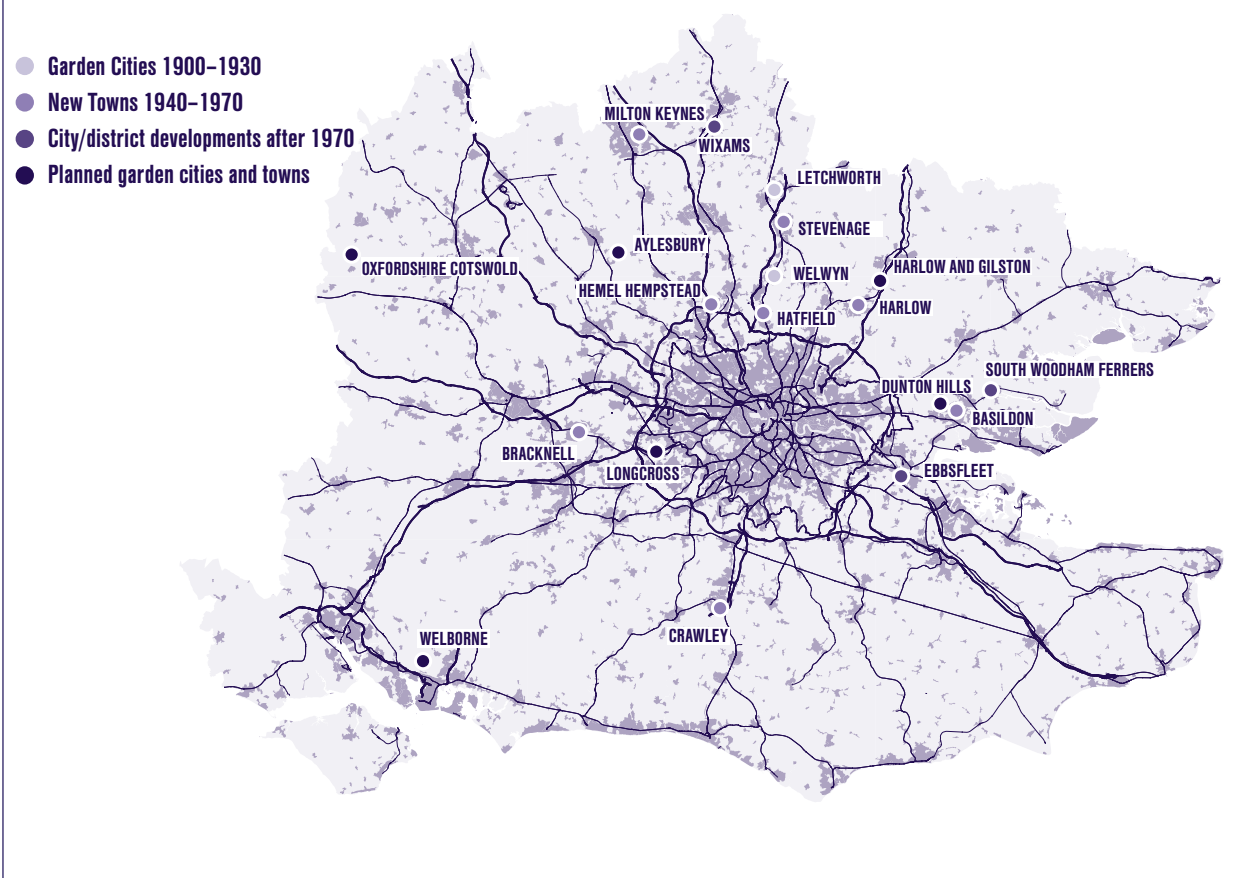 Garden Cities 1900–1930
New Towns 1940–1970
City/district developments after 1970
Planned garden cities and towns
MILTON KEYNES
WIXAMS
LETCHWORTH
STEVENAGE
AYLESBURY
OXFORDSHIRE COTSWOLD
WELWYN
HARLOW AND GILSTON
HEMEL HEMPSTEAD
HARLOW
HATFIELD
SOUTH WOODHAM FERRERS
DUNTON HILLS
BASILDON
BRACKNELL
LONGCROSS
EBBSFLEET
WELBORNE
CRAWLEY